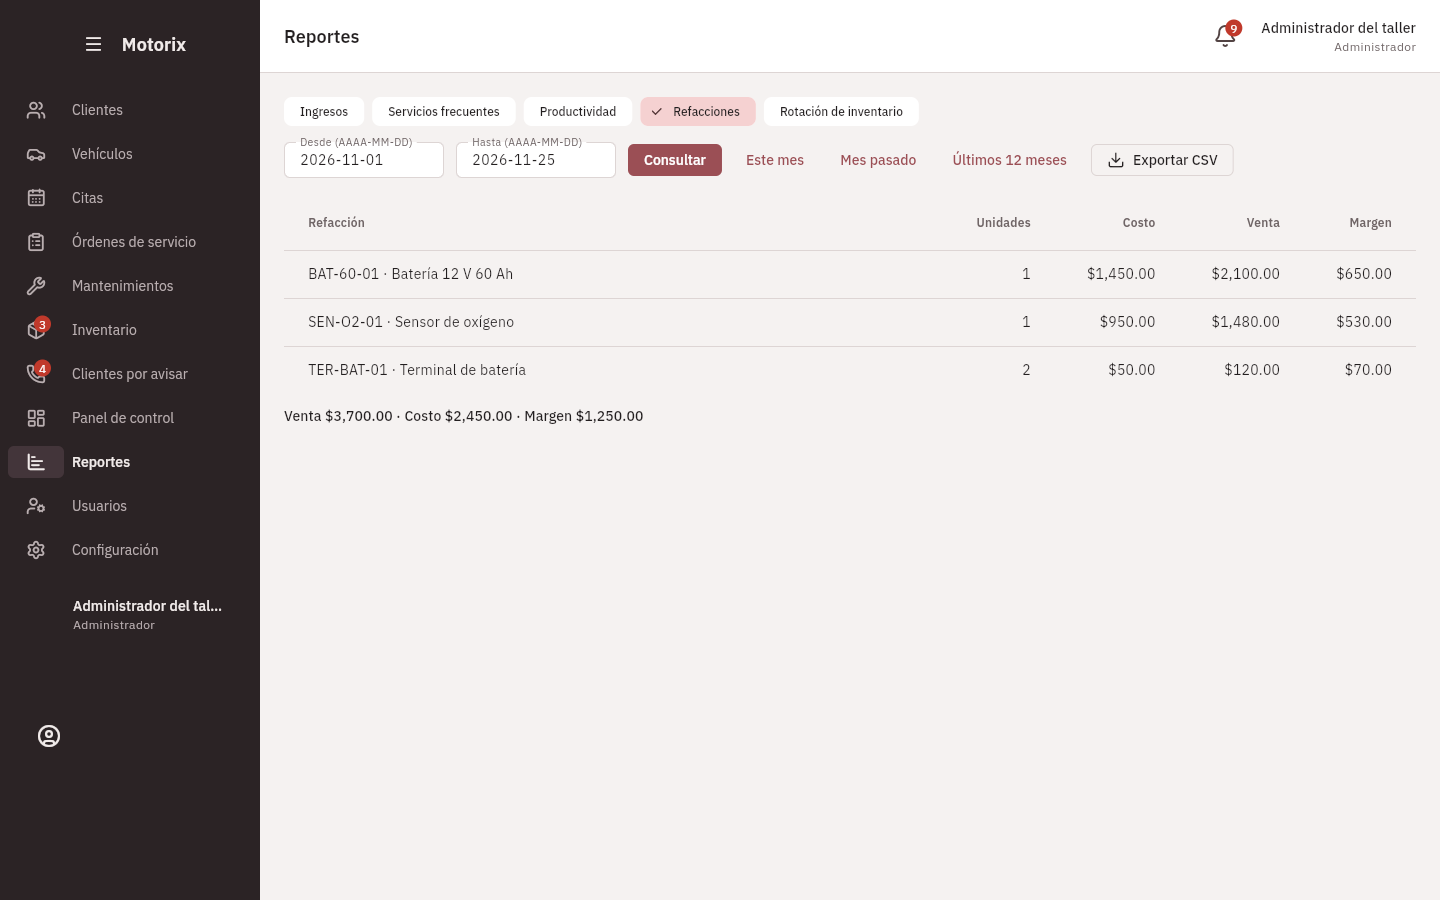 Motorix
Clientes
Vehículos
Citas
Órdenes de servicio
Mantenimientos
3
Inventario
4
Clientes por avisar
Panel de control
Reportes
Usuarios
Configuración
Administrador del tal...
Administrador
Reportes
9
Administrador del taller
Administrador
Ingresos Servicios frecuentes Productividad Refacciones Rotación de inventario
Desde (AAAA-MM-DD) Hasta (AAAA-MM-DD)
2026-11-01 2026-11-25 Consultar Este mes Mes pasado Últimos 12 meses Exportar CSV
Refacción Unidades Costo Venta Margen
BAT-60-01 · Batería 12 V 60 Ah 1 $1,450.00 $2,100.00 $650.00
SEN-O2-01 · Sensor de oxígeno 1 $950.00 $1,480.00 $530.00
TER-BAT-01 · Terminal de batería 2 $50.00 $120.00 $70.00
Venta $3,700.00 · Costo $2,450.00 · Margen $1,250.00